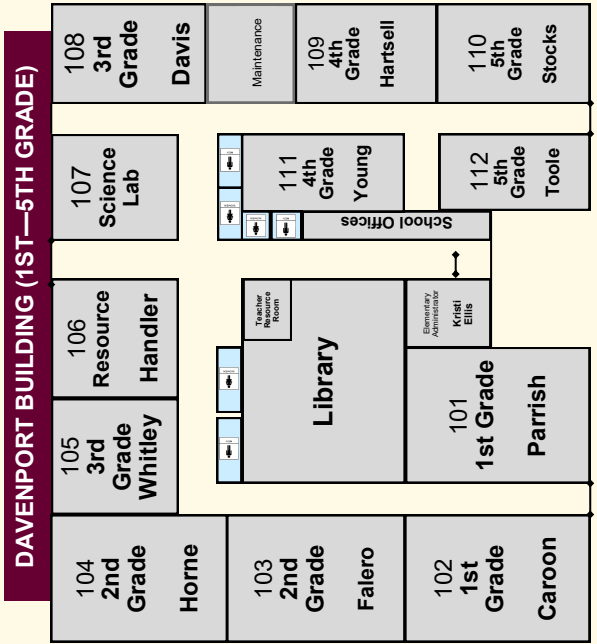 DAVENPORT BUILDING (1ST—5TH GRADE)
108
3rd
Grade
Davis
Maintenance
109
4th
Grade
Hartsell
110
5th
Grade
Stocks
107
Science
Lab
111
4th
Grade
Young
112
5th
Grade
Toole
School Offices
106
Resource
Handler
Teacher
Resource
Room
Elementary
Administrator
Kristi
Ellis
105
3rd
Grade
Whitley
Library
101
1st Grade
Parrish
104
2nd
Grade
Horne
103
2nd
Grade
Falero
102
1st
Grade
Caroon